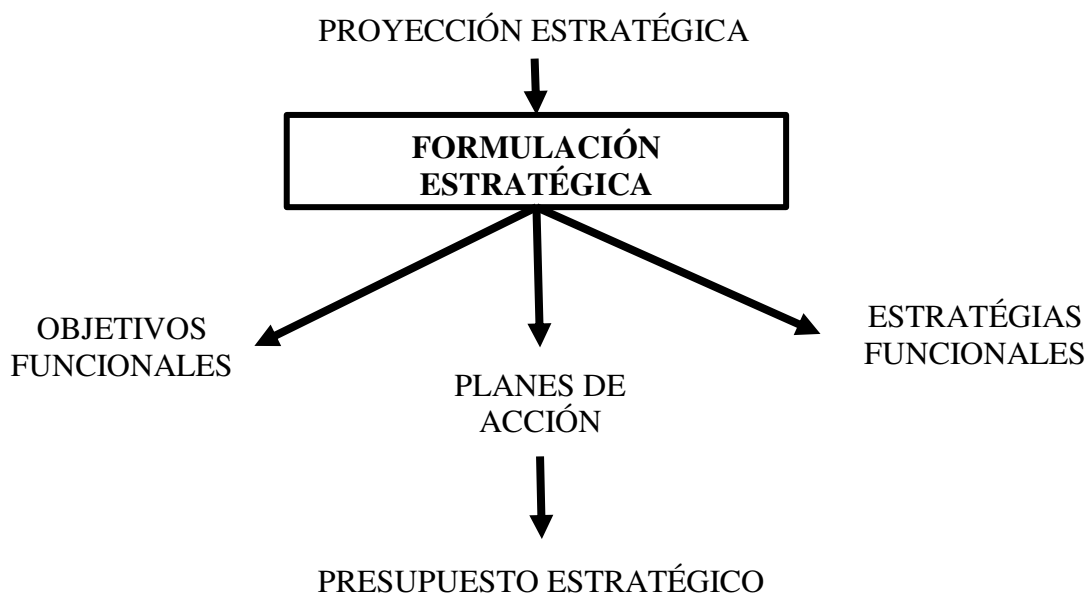 PROYECCIÓN ESTRATÉGICA
FORMULACIÓN
ESTRATÉGICA
OBJETIVOS
FUNCIONALES
PLANES DE
ACCIÓN
ESTRATÉGIAS
FUNCIONALES
PRESUPUESTO ESTRATÉGICO